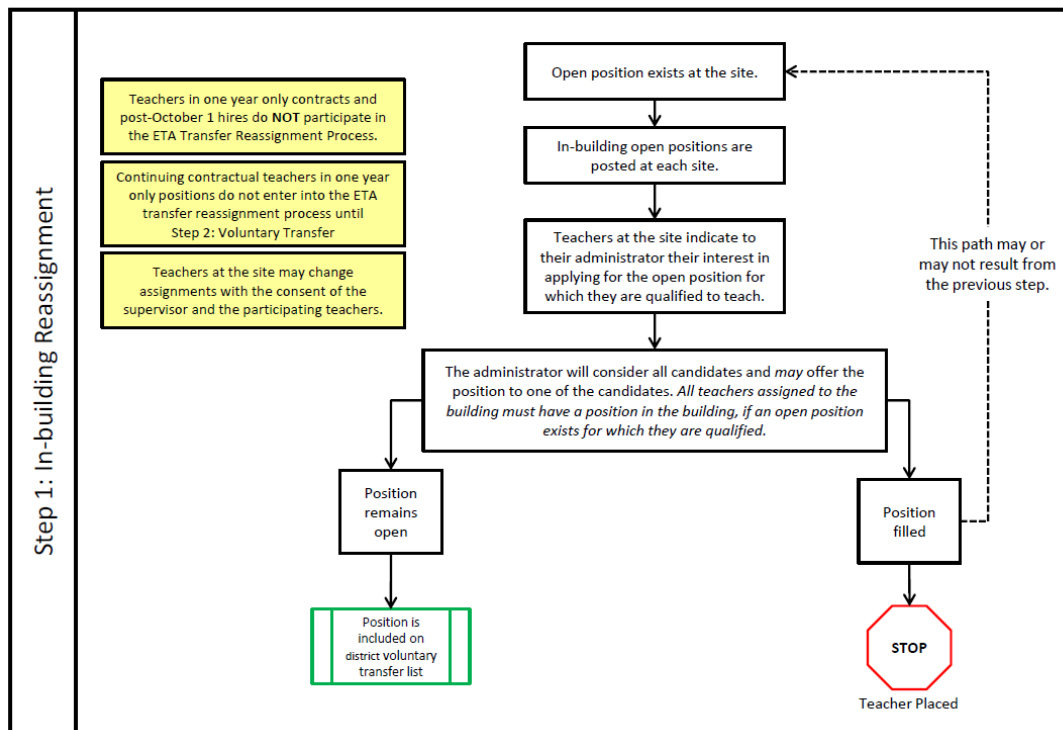 Step 1: In-building Reassignment
Teachers in one year only contracts and
post-October 1 hires do NOT participate in
the ETA Transfer Reassignment Process.
Continuing contractual teachers in one year
only positions do not enter into the ETA
transfer reassignment process until
Step 2: Voluntary Transfer
Teachers at the site may change
assignments with the consent of the
supervisor and the participating teachers.
Open position exists at the site.
In-building open positions are
posted at each site.
Teachers at the site indicate to
their administrator their interest in
applying for the open position for
which they are qualified to teach.
This path may or
may not result from
the previous step.
The administrator will consider all candidates and may offer the
position to one of the candidates. All teachers assigned to the
building must have a position in the building, if an open position
exists for which they are qualified.
Position
remains
open
Position
filled
Position is
included on
district voluntary
transfer list
STOP
Teacher Placed